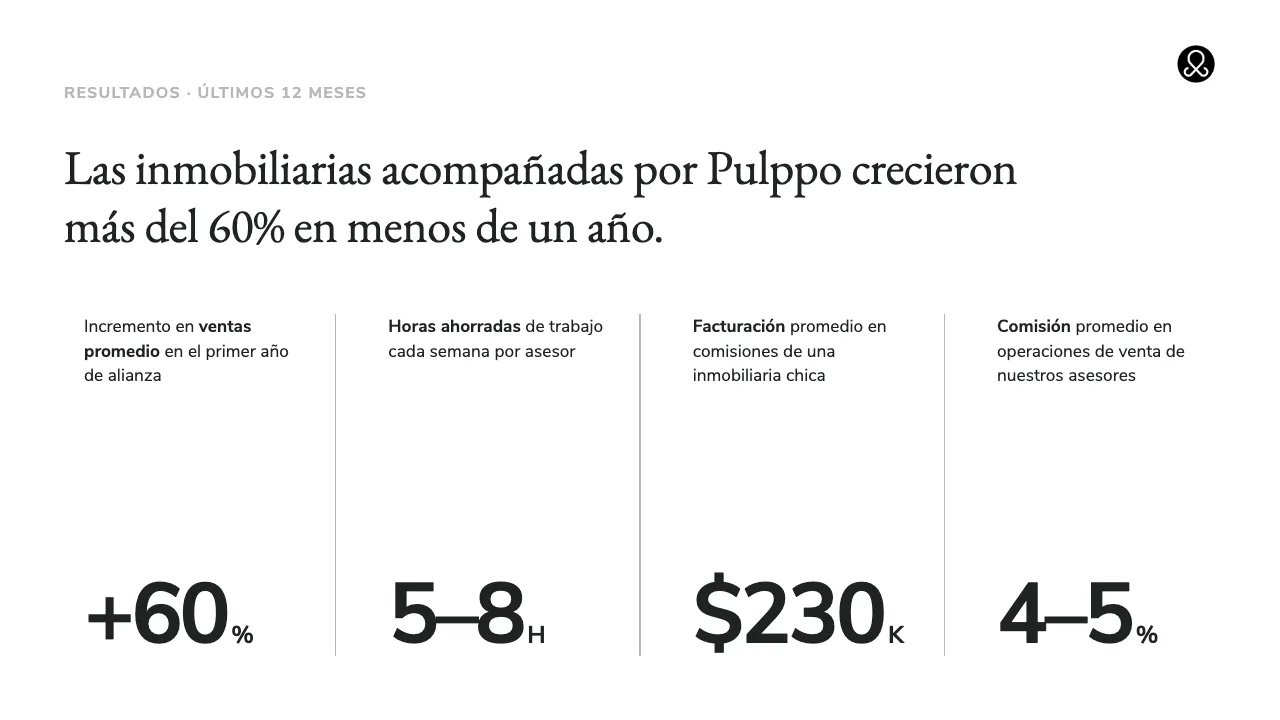 RESULTADOS · ÚLTIMOS 12 MESES
Las inmobiliarias acompañadas por Pulppo crecieron
más del 60% en menos de un año.
Incremento en ventas
promedio en el primer año
de alianza
+60%
Horas ahorradas de trabajo
cada semana por asesor
5–8H
Facturación promedio en
comisiones de una
inmobiliaria chica
$230K
Comisión promedio en
operaciones de venta de
nuestros asesores
4–5%